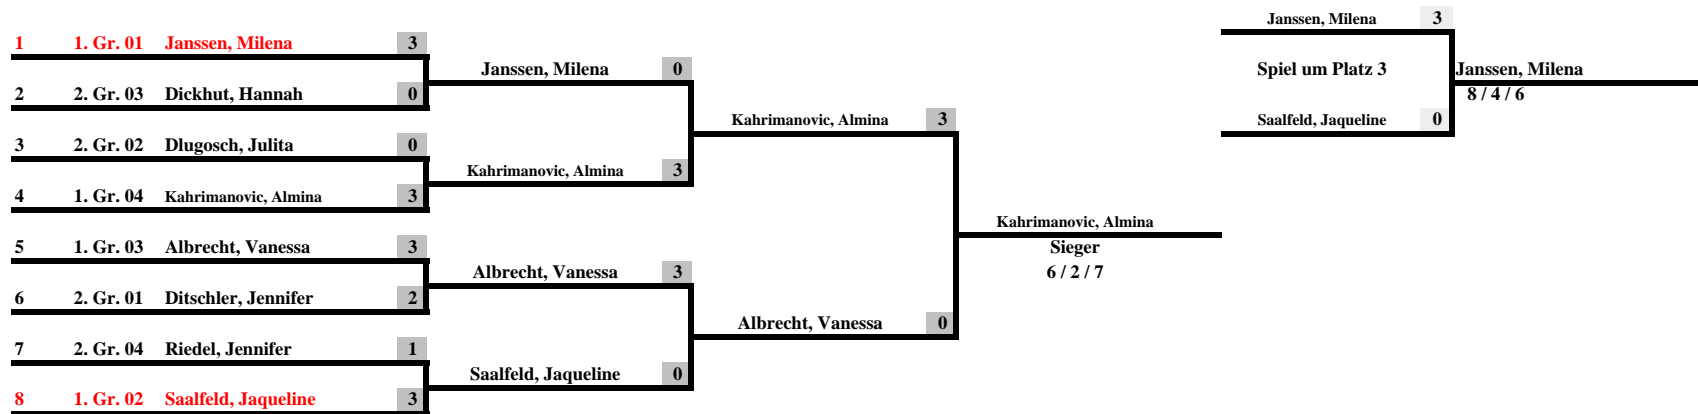 Janssen, Milena 3
1 1. Gr. 01 Janssen, Milena 3
Janssen, Milena 0
Spiel um Platz 3
Janssen, Milena
2 2. Gr. 03 Dickhut, Hannah 0
8 / 4 / 6
Kahrimanovic, Almina 3
Saalfeld, Jaqueline 0
3 2. Gr. 02 Dlugosch, Julita 0
Kahrimanovic, Almina 3
4 1. Gr. 04 Kahrimanovic, Almina 3
Kahrimanovic, Almina
5 1. Gr. 03 Albrecht, Vanessa 3
Sieger
Albrecht, Vanessa 3
6 / 2 / 7
6 2. Gr. 01 Ditschler, Jennifer 2
Albrecht, Vanessa 0
7 2. Gr. 04 Riedel, Jennifer 1
Saalfeld, Jaqueline 0
8 1. Gr. 02 Saalfeld, Jaqueline 3